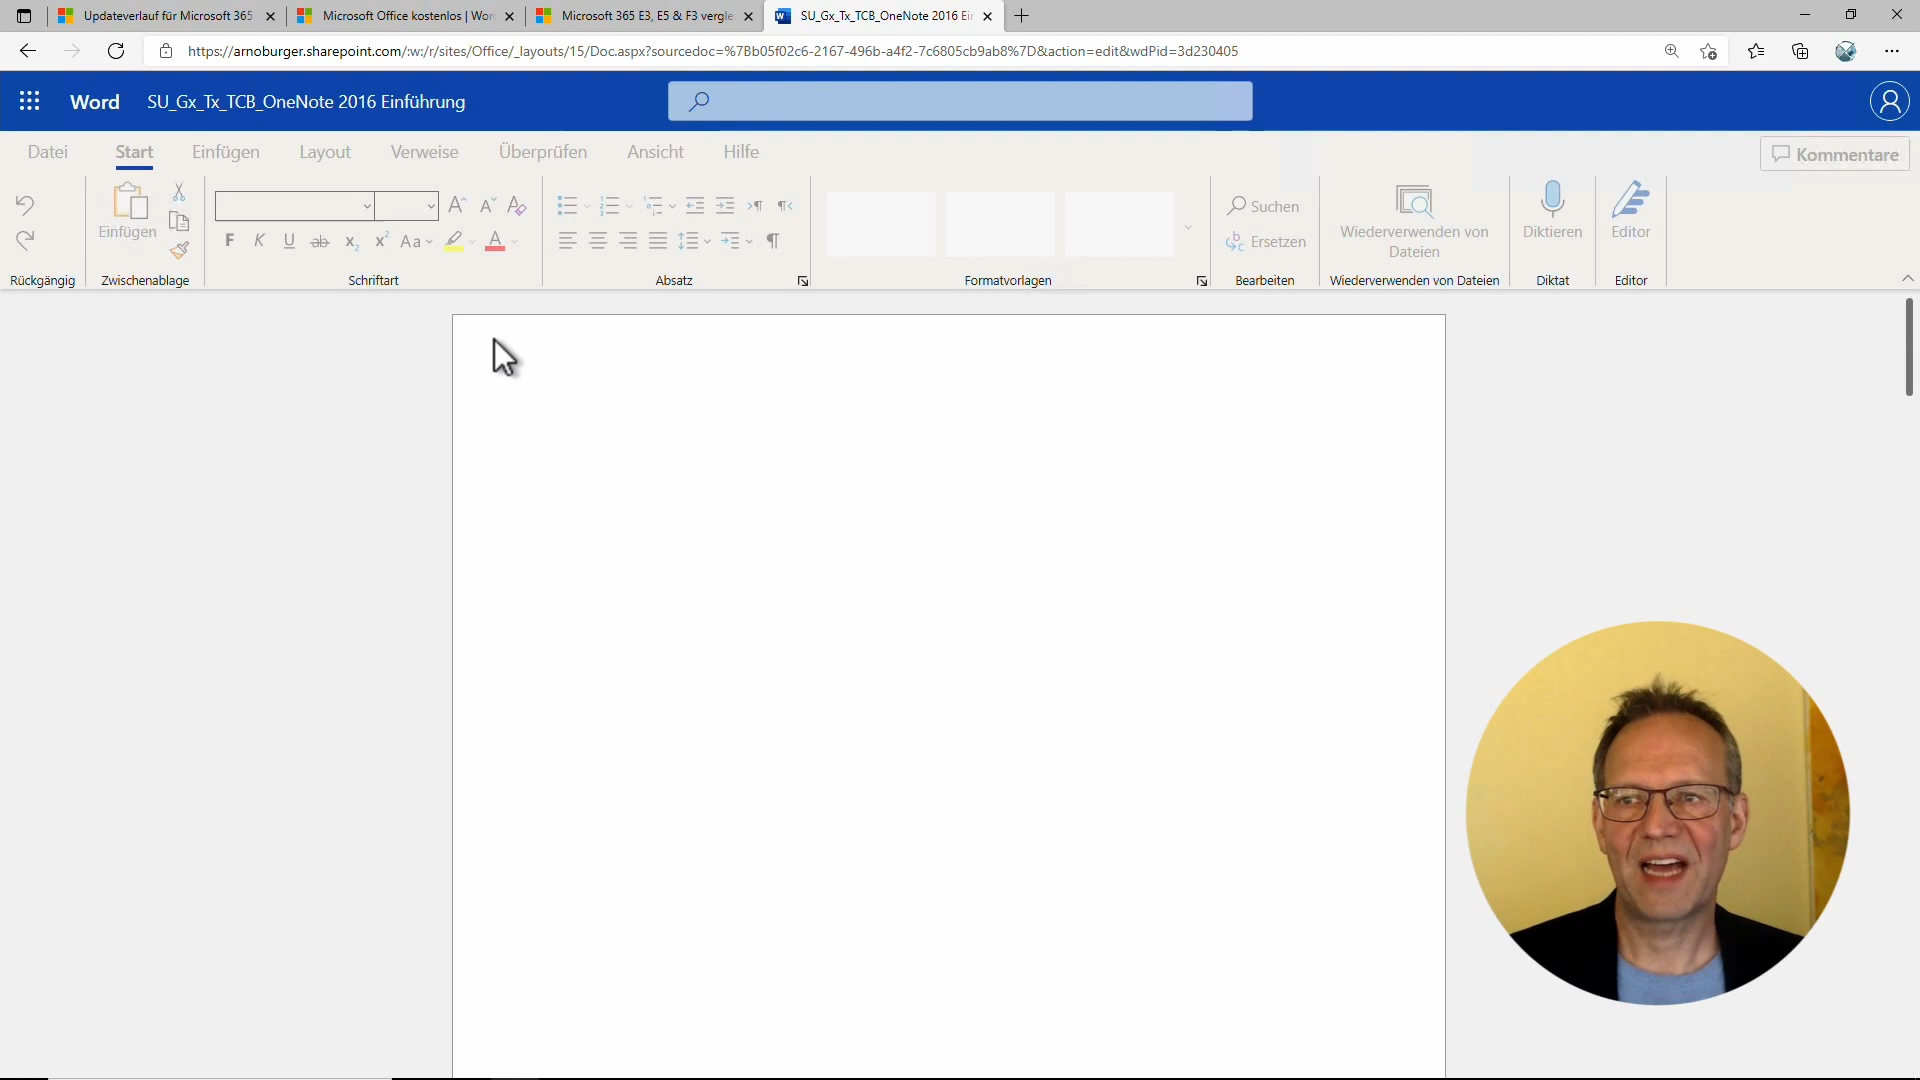 Updateverlauf für Microsoft 365
Microsoft Office kostenlos | Wor
Microsoft 365 E3, E5 & F3 vergle
SU_Gx_Tx_TCB_OneNote 2016 Ei
https://arnoburger.sharepoint.com/:w:/r/sites/Office/_layouts/15/Doc.aspx?sourcedoc=%7Bb05f02c6-2167-496b-a4f2-7c6805cb9ab8%7D&action=edit&wdPid=3d230405
Word SU_Gx_Tx_TCB_OneNote 2016 Einführung
Datei Start Einfügen Layout Verweise Überprüfen Ansicht Hilfe Kommentare
Einfügen
F K U ab x2 x2 Aa A
Suchen
Ersetzen
Wiederverwenden von
Dateien
Diktieren
Editor
Rückgängig Zwischenablage Schriftart Absatz Formatvorlagen Bearbeiten Wiederverwenden von Dateien Diktat Editor